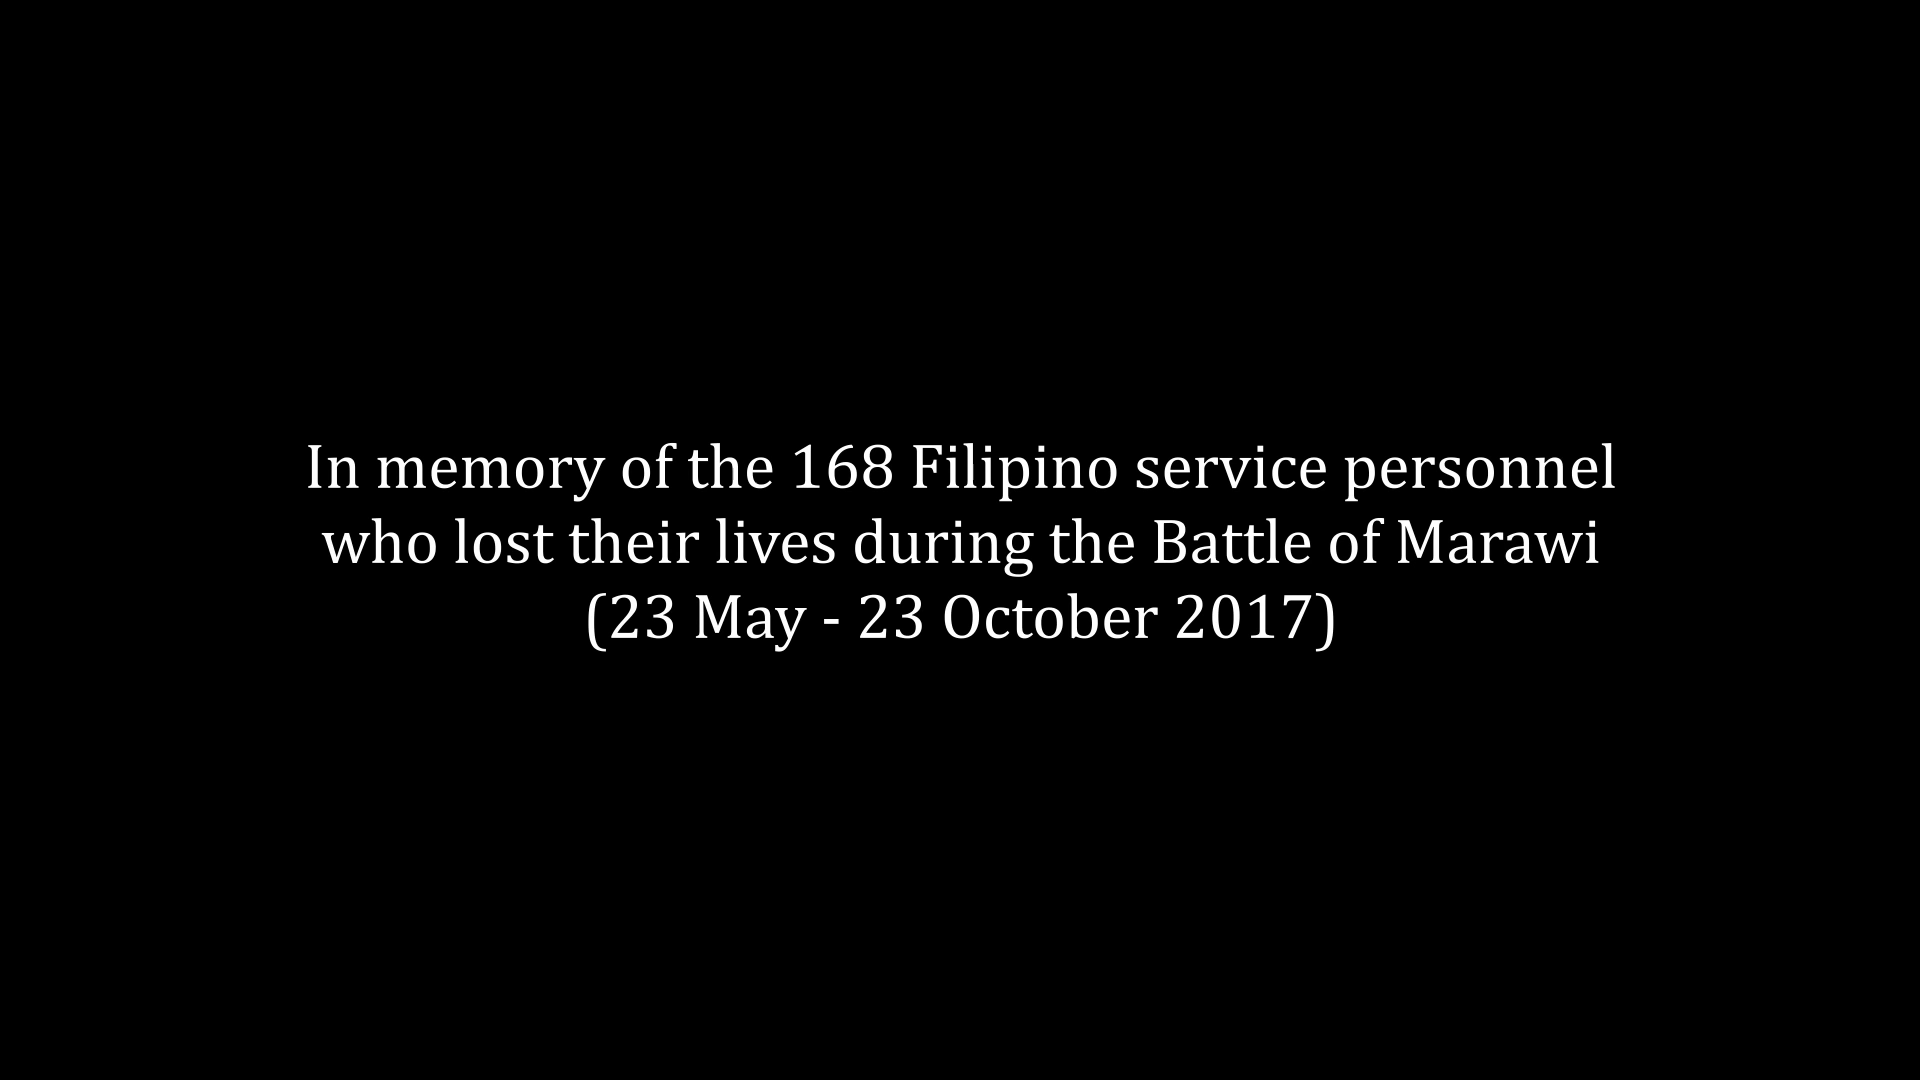 In memory of the 168 Filipino service personnel
who lost their lives during the Battle of Marawi
(23 May - 23 October 2017)